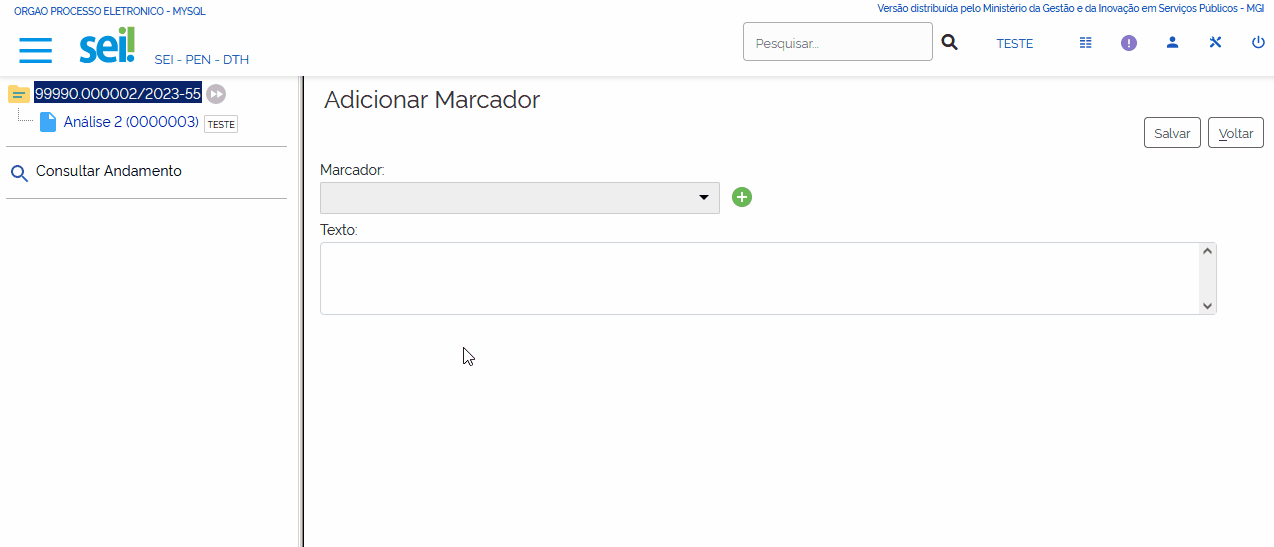 ORGAO PROCESSO ELETRONICO - MYSQL
Versão distribuída pelo Ministério da Gestão e da Inovação em Serviços Públicos - MGI
sei!
SEI - PEN - DTH
Pesquisar...
TESTE
99990.000002/2023-55
Análise 2 (0000003)
TESTE
Consultar Andamento
Adicionar Marcador
Salvar
Voltar
Marcador:
Texto: